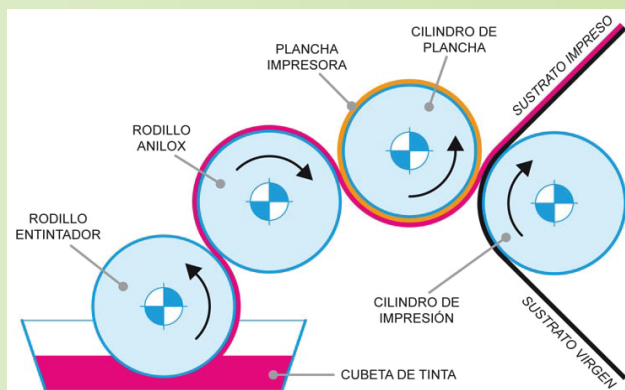 PLANCHA
IMPRESORA
CILINDRO DE
PLANCHA
SUSTRATO IMPRESO
RODILLO
ANILOX
RODILLO
ENTINTADOR
CILINDRO DE
IMPRESIÓN
SUSTRATO VIRGEN
CUBETA DE TINTA